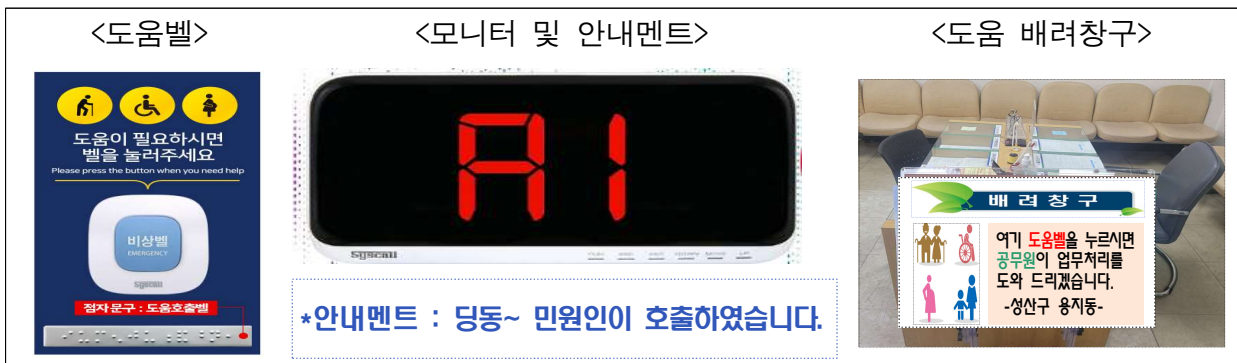 <도움벨>
<모니터 및 안내멘트>
<도움 배려창구>
도움이 필요하시면
벨을 눌러주세요
Please press the button when you need help
비상벨
EMERGENCY
syscall
점자문구 : 도움호출벨
A1
syscall
*안내멘트 : 딩동~ 민원인이 호출하였습니다.
배 려 창 구
여기 도움벨을 누르시면
공무원이 업무처리를
도와 드리겠습니다.
-성산구 용지동-